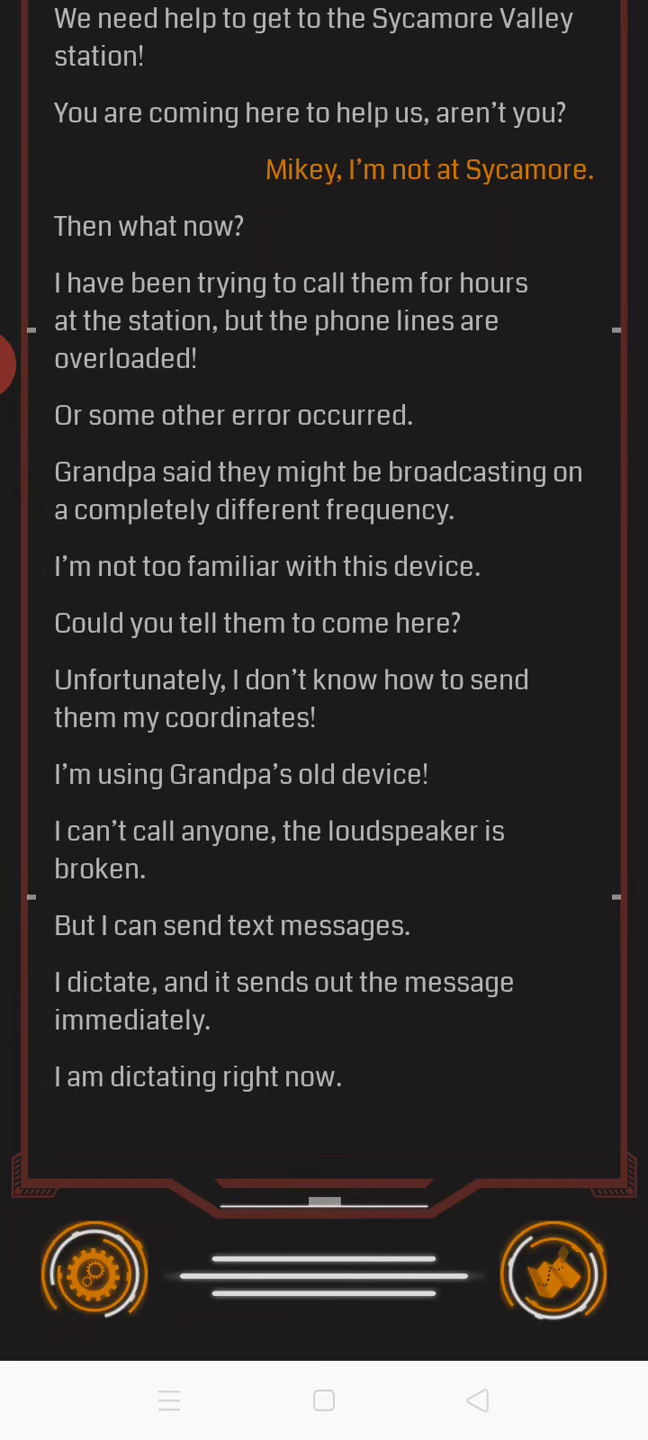 We need help to get to the Sycamore Valley
station!
You are coming here to help us, aren’t you?
Mikey, I’m not at Sycamore.
Then what now?
I have been trying to call them for hours
at the station, but the phone lines are
overloaded!
Or some other error occurred.
Grandpa said they might be broadcasting on
a completely different frequency.
I’m not too familiar with this device.
Could you tell them to come here?
Unfortunately, I don’t know how to send
them my coordinates!
I’m using Grandpa’s old device!
I can’t call anyone, the loudspeaker is
broken.
But I can send text messages.
I dictate, and it sends out the message
immediately.
I am dictating right now.